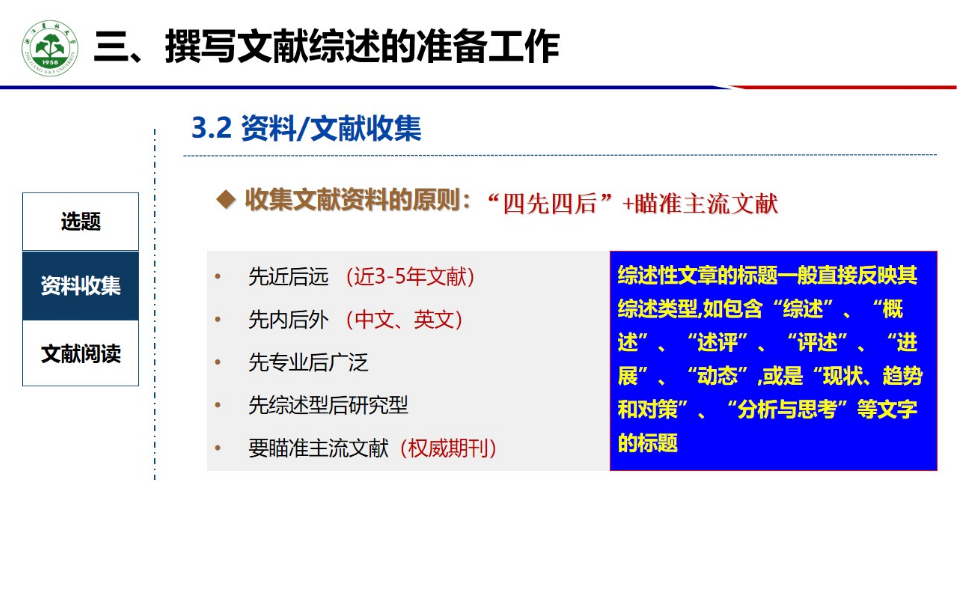 三、撰写文献综述的准备工作
1958
3.2 资料/文献收集
选题
资料收集
文献阅读
◆ 收集文献资料的原则：“四先四后”+瞄准主流文献
• 先近后远 （近3-5年文献）
• 先内后外 （中文、英文）
• 先专业后广泛
• 先综述型后研究型
• 要瞄准主流文献（权威期刊）
综述性文章的标题一般直接反映其
综述类型,如包含“综述”、“概
述”、“述评”、“评述”、“进
展”、“动态”,或是“现状、趋势
和对策”、“分析与思考”等文字
的标题